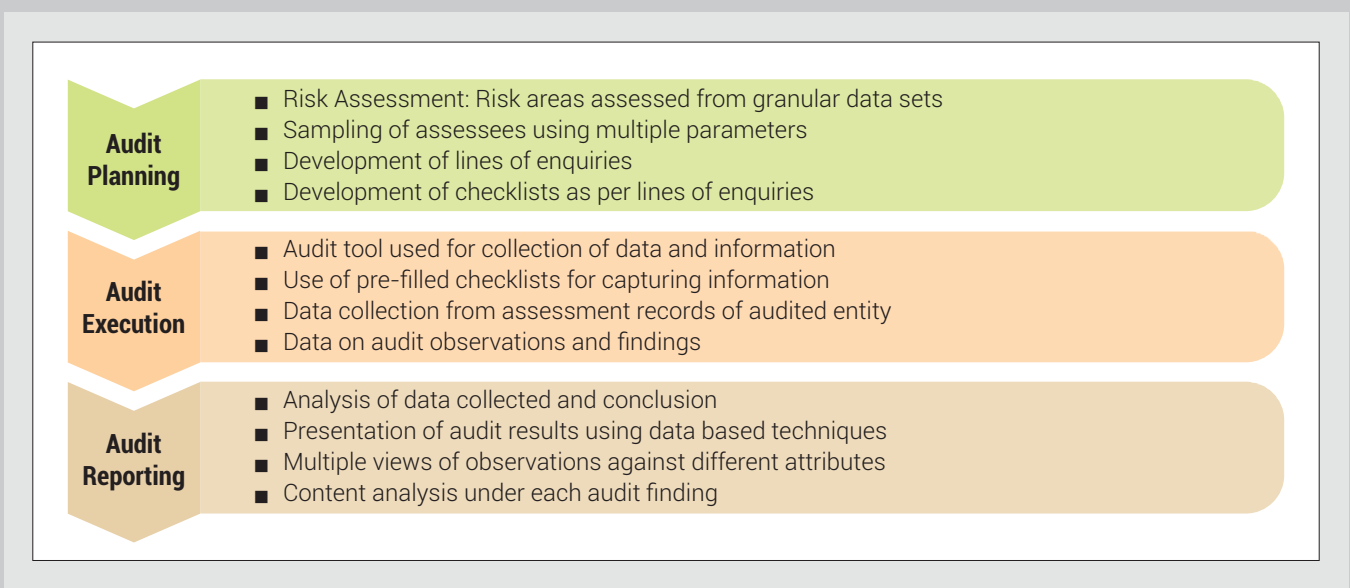 Audit
Planning
■ Risk Assessment: Risk areas assessed from granular data sets
■ Sampling of assessees using multiple parameters
■ Development of lines of enquiries
■ Development of checklists as per lines of enquiries
Audit
Execution
■ Audit tool used for collection of data and information
■ Use of pre-filled checklists for capturing information
■ Data collection from assessment records of audited entity
■ Data on audit observations and findings
Audit
Reporting
■ Analysis of data collected and conclusion
■ Presentation of audit results using data based techniques
■ Multiple views of observations against different attributes
■ Content analysis under each audit finding